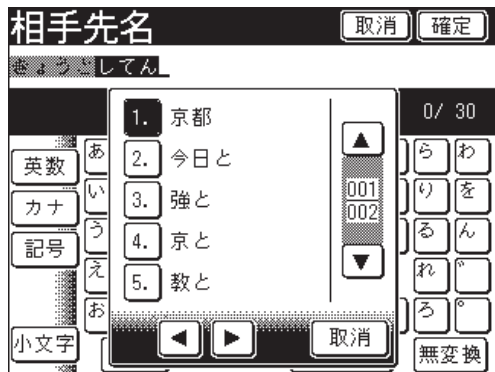 相手先名 取消 確定
きょうとしてん
0/ 30
1. 京都
2. 今日と
3. 強と
4. 京と
5. 教と
▲
001
002
▼
◀ ▶ 取消
英数
カナ
記号
小文字
あ ら わ
い り を
う る ん
え れ ゛
お ろ ゜
無変換